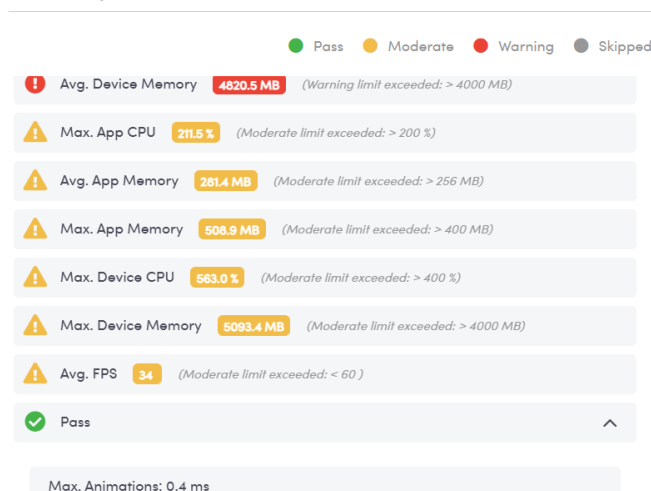 Pass Moderate Warning Skipped
Avg. Device Memory 4820.5 MB (Warning limit exceeded: > 4000 MB)
Max. App CPU 211.5 % (Moderate limit exceeded: > 200 %)
Avg. App Memory 281.4 MB (Moderate limit exceeded: > 256 MB)
Max. App Memory 508.9 MB (Moderate limit exceeded: > 400 MB)
Max. Device CPU 563.0 % (Moderate limit exceeded: > 400 %)
Max. Device Memory 5093.4 MB (Moderate limit exceeded: > 4000 MB)
Avg. FPS 34 (Moderate limit exceeded: < 60 )
Pass
Max. Animations: 0.4 ms